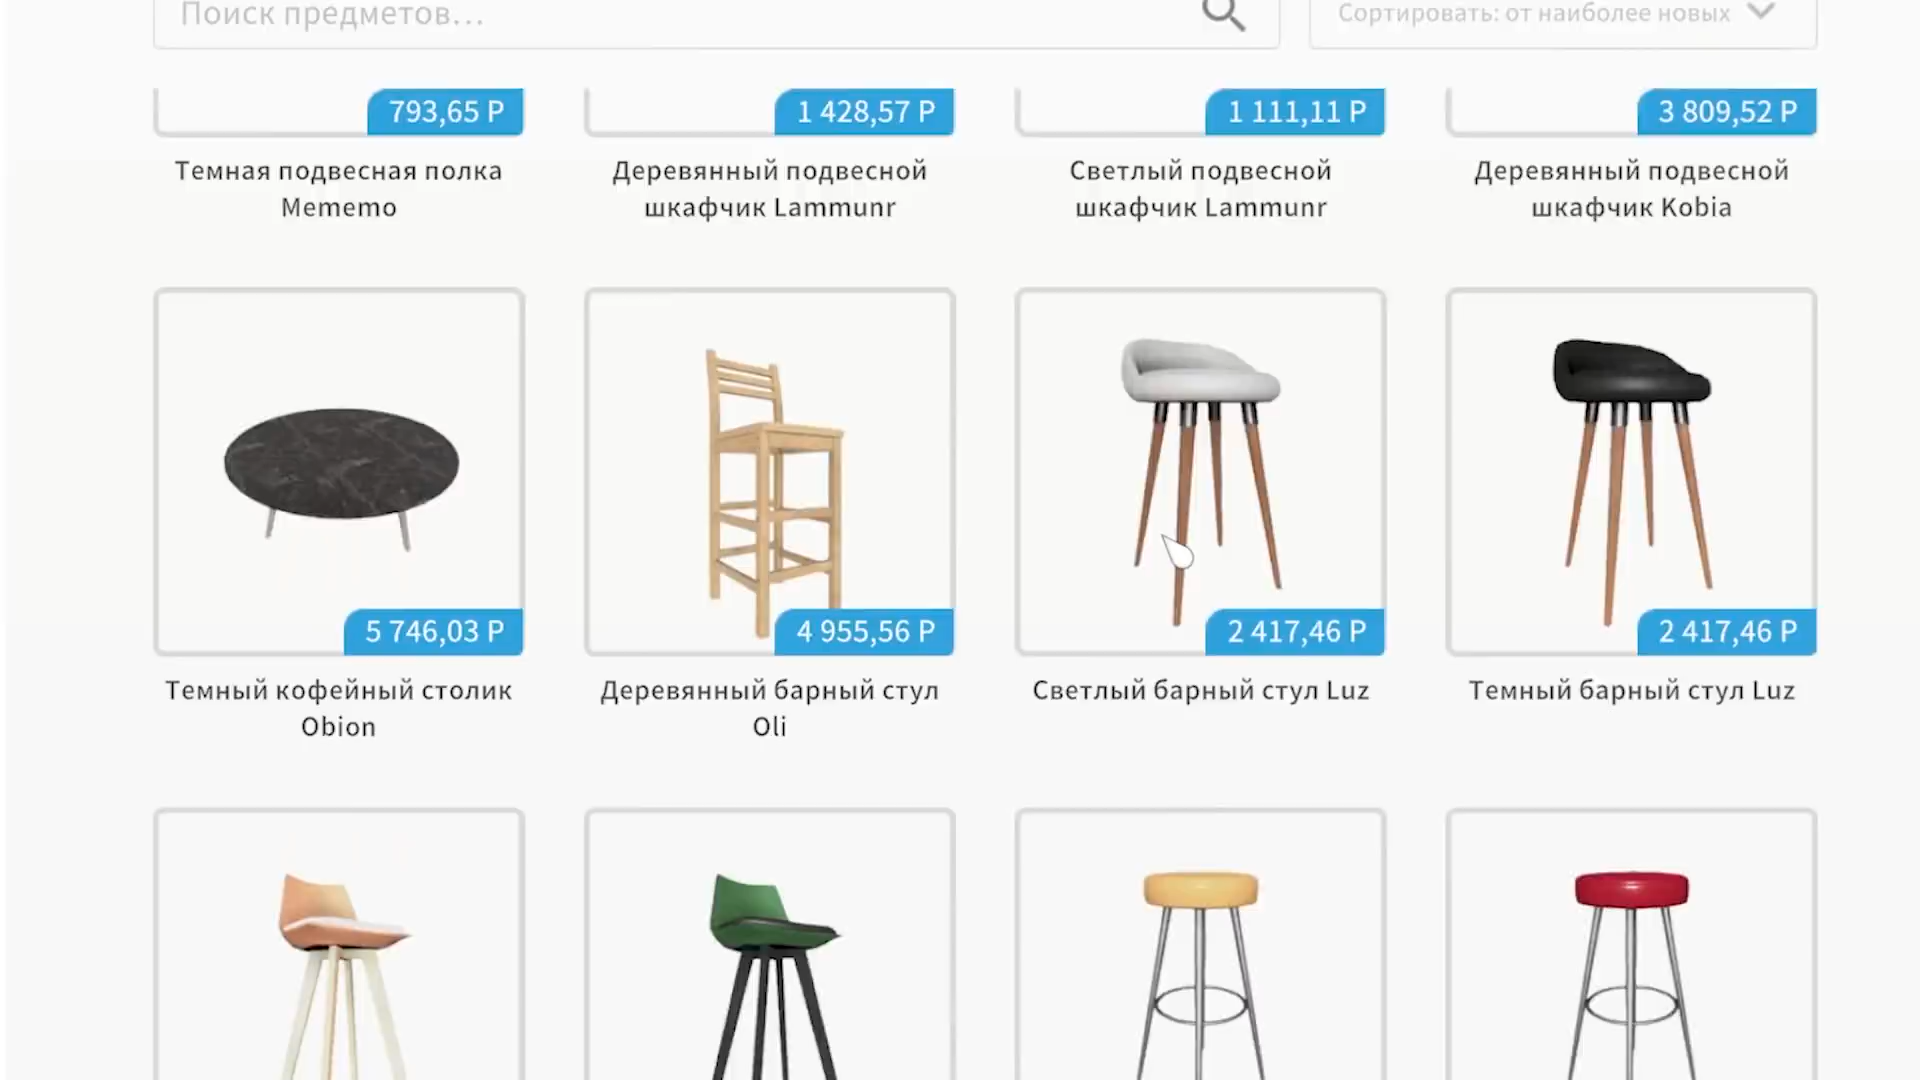 Поиск предметов...
Сортировать: от наиболее новых
793,65 Р
1 428,57 Р
1 111,11 Р
3 809,52 Р
Темная подвесная полка
Mememo
Деревянный подвесной
шкафчик Lammunr
Светлый подвесной
шкафчик Lammunr
Деревянный подвесной
шкафчик Kobia
5 746,03 Р
4 955,56 Р
2 417,46 Р
2 417,46 Р
Темный кофейный столик
Obion
Деревянный барный стул
Oli
Светлый барный стул Luz
Темный барный стул Luz